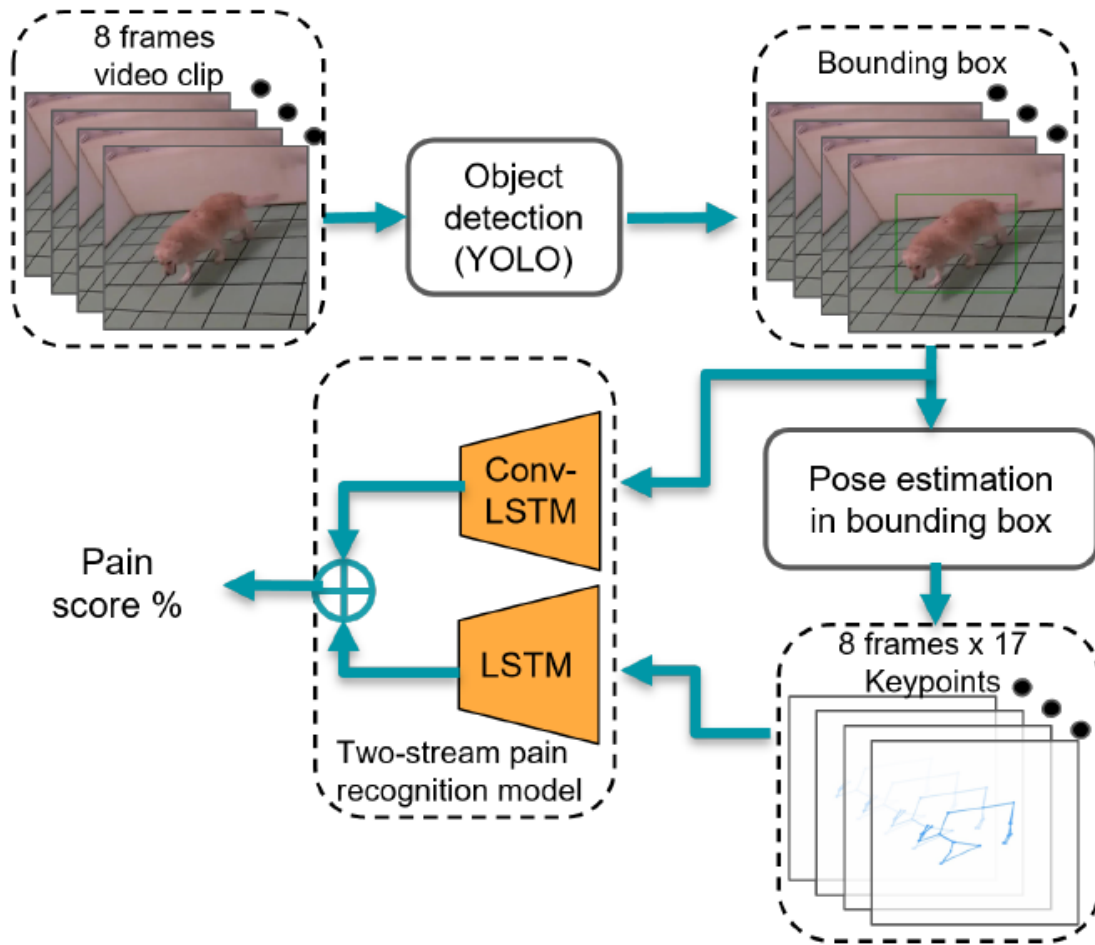 8 frames
video clip
Object
detection
(YOLO)
Bounding box
Conv-
LSTM
Pose estimation
in bounding box
Pain
score %
LSTM
8 frames x 17
Keypoints
Two-stream pain
recognition model